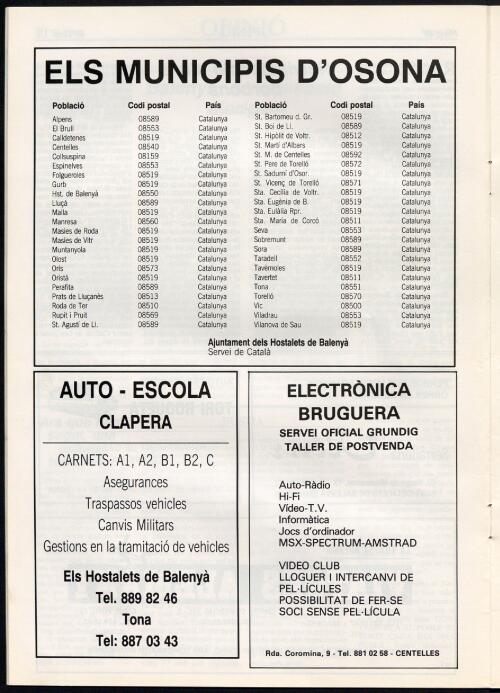 ELS MUNICIPIS D'OSONA
Població Codi postal País
Alpens 08589 Catalunya
El Brull 08553 Catalunya
Calldetenes 08519 Catalunya
Centelles 08540 Catalunya
Collsuspina 08159 Catalunya
Espinelves 08553 Catalunya
Folgueroles 08519 Catalunya
Gurb 08519 Catalunya
Hst. de Balenyà 08550 Catalunya
Lluçà 08589 Catalunya
Malla 08519 Catalunya
Manresa 08560 Catalunya
Masies de Roda 08519 Catalunya
Masies de Vltr 08519 Catalunya
Muntanyola 08519 Catalunya
Olost 08519 Catalunya
Orís 08573 Catalunya
Oristà 08519 Catalunya
Perafita 08589 Catalunya
Prats de Lluçanès 08513 Catalunya
Roda de Ter 08510 Catalunya
Rupit i Pruit 08569 Catalunya
St. Agustí de Ll. 08589 Catalunya
Població Codi postal País
St. Bartomeu d. Gr. 08519 Catalunya
St. Boi de Ll. 08589 Catalunya
St. Hipòlit de Voltr. 08512 Catalunya
St. Martí d'Albars 08519 Catalunya
St. M. de Centelles 08592 Catalunya
St. Pere de Torelló 08572 Catalunya
St. Sadurní d'Osor. 08519 Catalunya
St. Vicenç de Torelló 08571 Catalunya
Sta. Cecília de Voltr. 08519 Catalunya
Sta. Eugènia de B. 08519 Catalunya
Sta. Eulàlia Rpr. 08519 Catalunya
Sta. Maria de Corcó 08511 Catalunya
Seva 08553 Catalunya
Sobremunt 08589 Catalunya
Sora 08589 Catalunya
Taradell 08552 Catalunya
Tavèrnoles 08519 Catalunya
Tavertet 08511 Catalunya
Tona 08551 Catalunya
Torelló 08570 Catalunya
Vic 08500 Catalunya
Viladrau 08553 Catalunya
Vilanova de Sau 08519 Catalunya
Ajuntament dels Hostalets de Balenyà
Servei de Català
AUTO - ESCOLA
CLAPERA
CARNETS: A1, A2, B1, B2, C
Asegurances
Traspassos vehicles
Canvis Militars
Gestions en la tramitació de vehicles
Els Hostalets de Balenyà
Tel. 889 82 46
Tona
Tel: 887 03 43
ELECTRÒNICA
BRUGUERA
SERVEI OFICIAL GRUNDIG
TALLER DE POSTVENDA
Auto-Ràdio
Hi-Fi
Vídeo-T.V.
Informàtica
Jocs d'ordinador
MSX-SPECTRUM-AMSTRAD
VIDEO CLUB
LLOGUER I INTERCANVI DE
PEL·LÍCULES
POSSIBILITAT DE FER-SE
SOCI SENSE PEL·LÍCULA
Rda. Coromina, 9 - Tel. 881 02 58 - CENTELLES